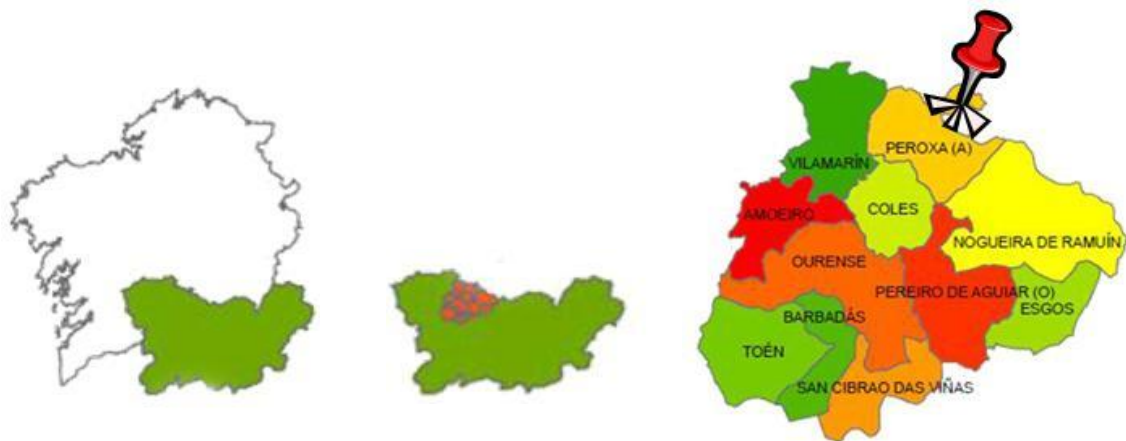 PEROXA (A)
VILAMARÍN
AMOEIRO
COLES
NOGUEIRA DE RAMUÍN
OURENSE
PEREIRO DE AGUIAR (O)
ESGOS
BARBADÁS
TOÉN
SAN CIBRAO DAS VIÑAS